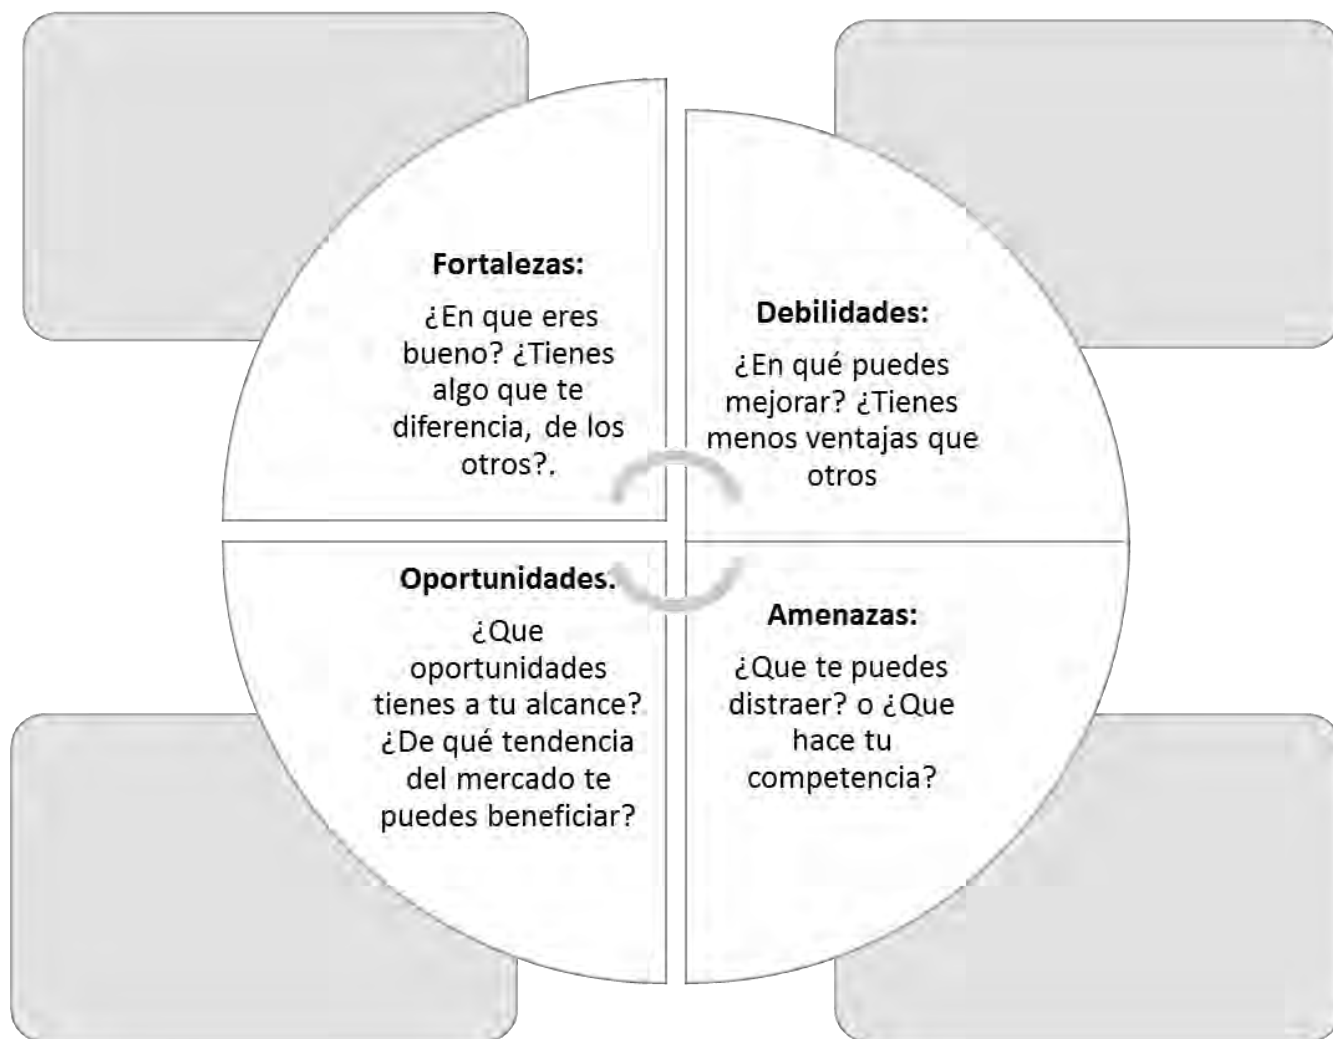 Fortalezas:
¿En que eres
bueno? ¿Tienes
algo que te
diferencia, de los
otros?.
Debilidades:
¿En qué puedes
mejorar? ¿Tienes
menos ventajas que
otros
Oportunidades.
¿Que
oportunidades
tienes a tu alcance?
¿De qué tendencia
del mercado te
puedes beneficiar?
Amenazas:
¿Que te puedes
distraer? o ¿Que
hace tu
competencia?